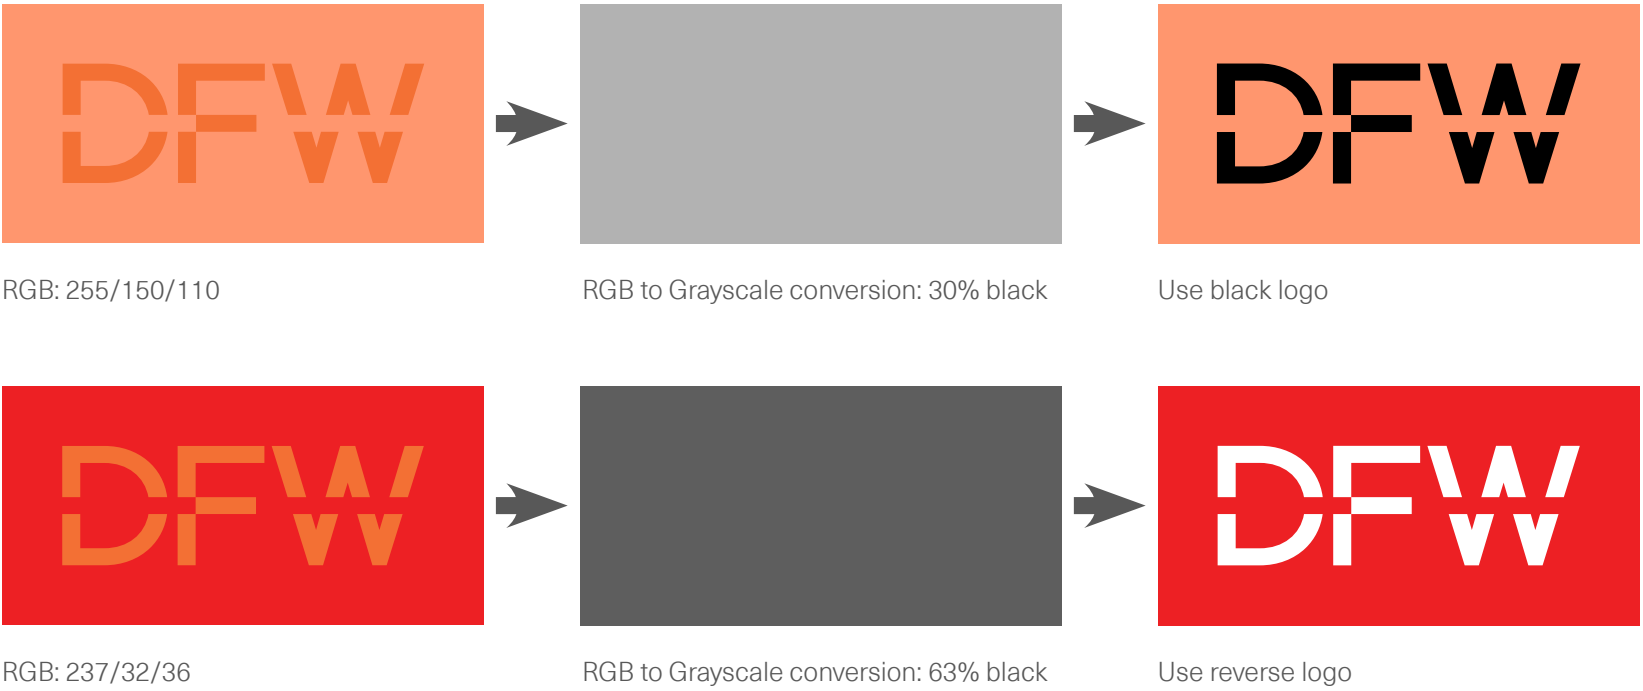 DFW
DFW
RGB: 255/150/110
RGB to Grayscale conversion: 30% black
Use black logo
DFW
DFW
RGB: 237/32/36
RGB to Grayscale conversion: 63% black
Use reverse logo